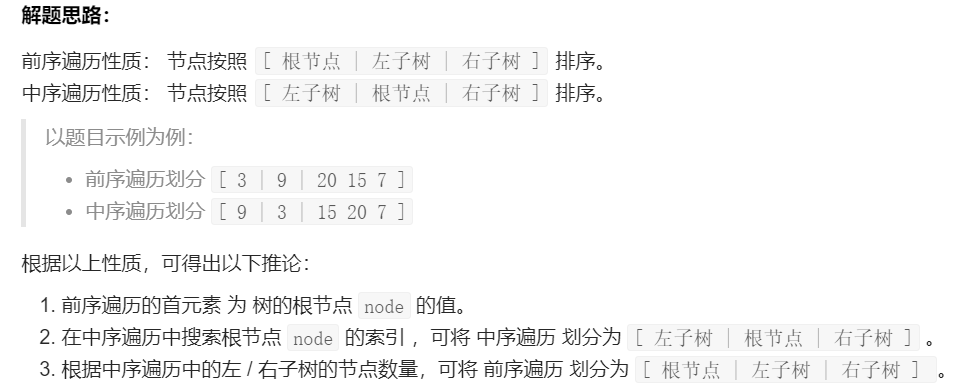 解题思路：
前序遍历性质： 节点按照 [ 根节点 | 左子树 | 右子树 ] 排序。
中序遍历性质： 节点按照 [ 左子树 | 根节点 | 右子树 ] 排序。
以题目示例为例：
• 前序遍历划分 [ 3 | 9 | 20 15 7 ]
• 中序遍历划分 [ 9 | 3 | 15 20 7 ]
根据以上性质，可得出以下推论：
1. 前序遍历的首元素 为 树的根节点 node 的值。
2. 在中序遍历中搜索根节点 node 的索引 ，可将 中序遍历 划分为 [ 左子树 | 根节点 | 右子树 ] 。
3. 根据中序遍历中的左 / 右子树的节点数量，可将 前序遍历 划分为 [ 根节点 | 左子树 | 右子树 ] 。